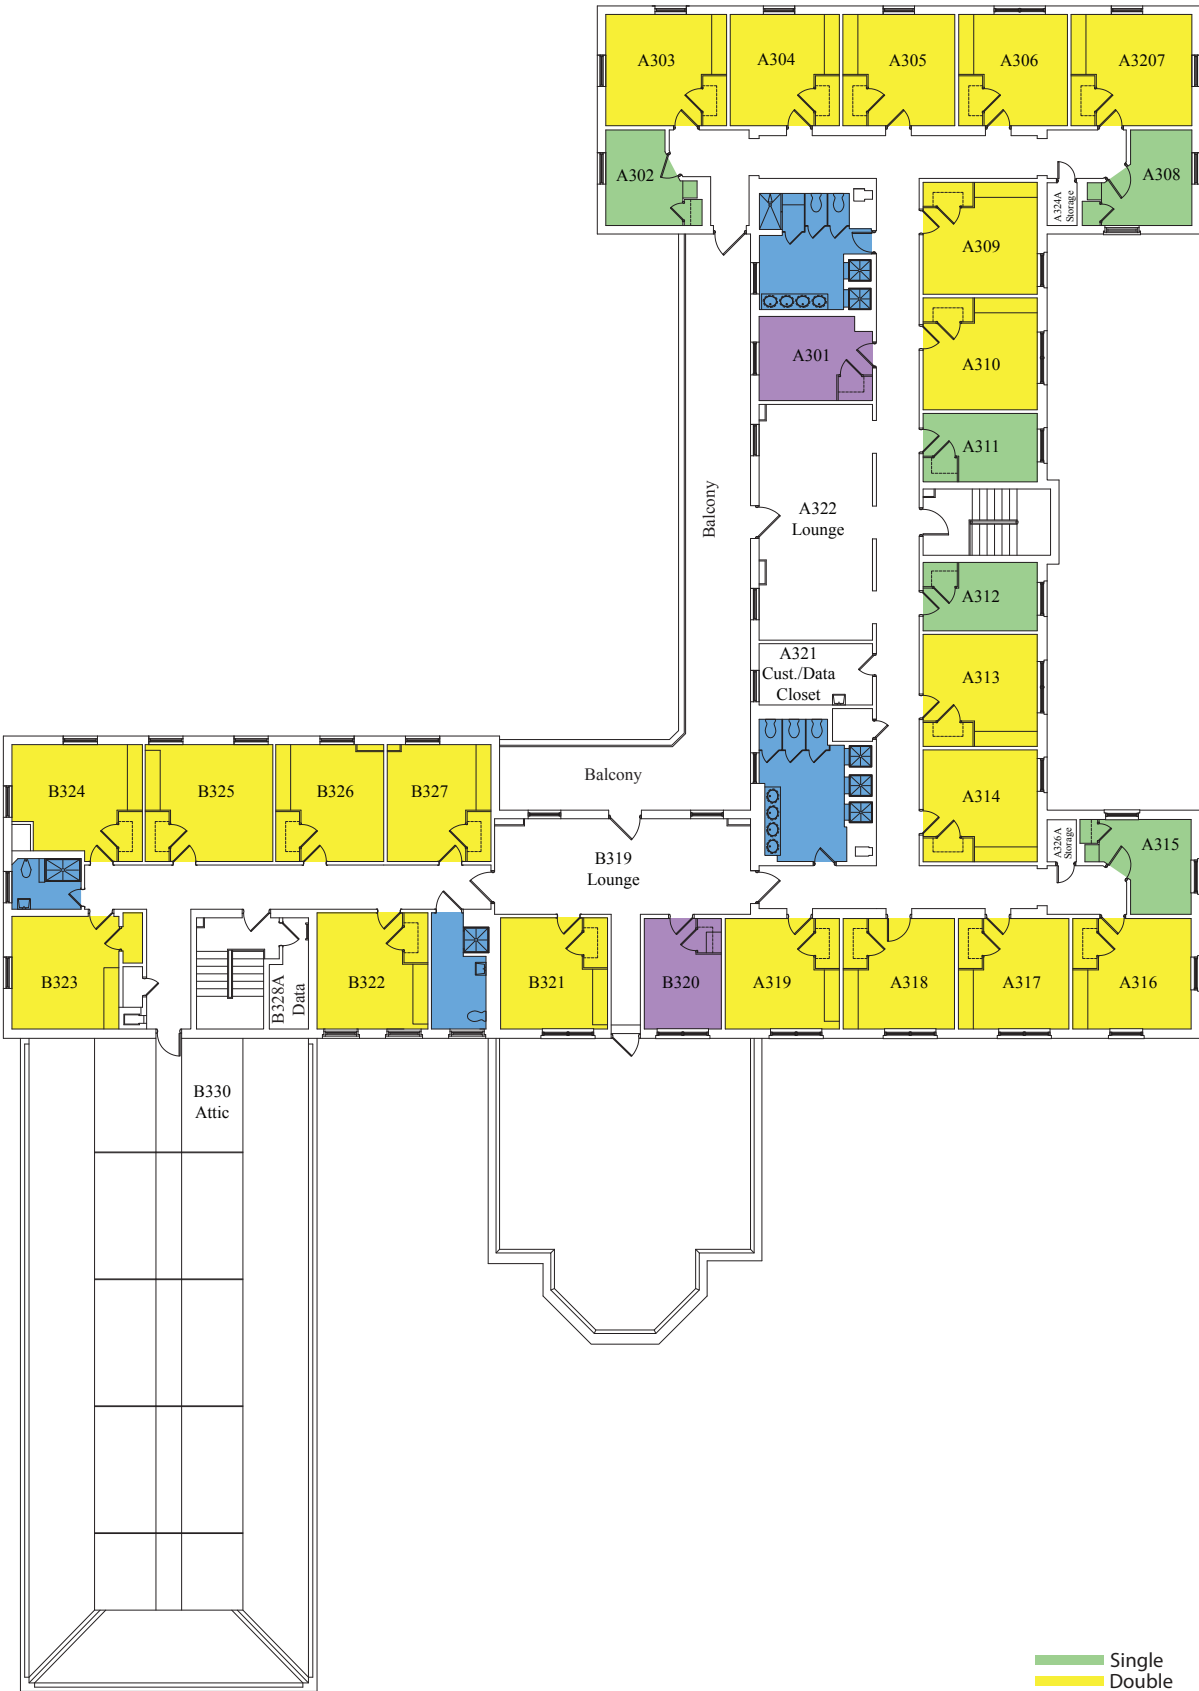 A303
A304
A305
A306
A3207
A302
A308
A324A
Storage
A309
A301
A310
A311
Balcony
A322
Lounge
A312
A321
Cust./Data
Closet
A313
Balcony
A314
B324
B325
B326
B327
B319
Lounge
A326A
Storage
A315
B323
B328A
Data
B322
B321
B320
A319
A318
A317
A316
B330
Attic
Single
Double